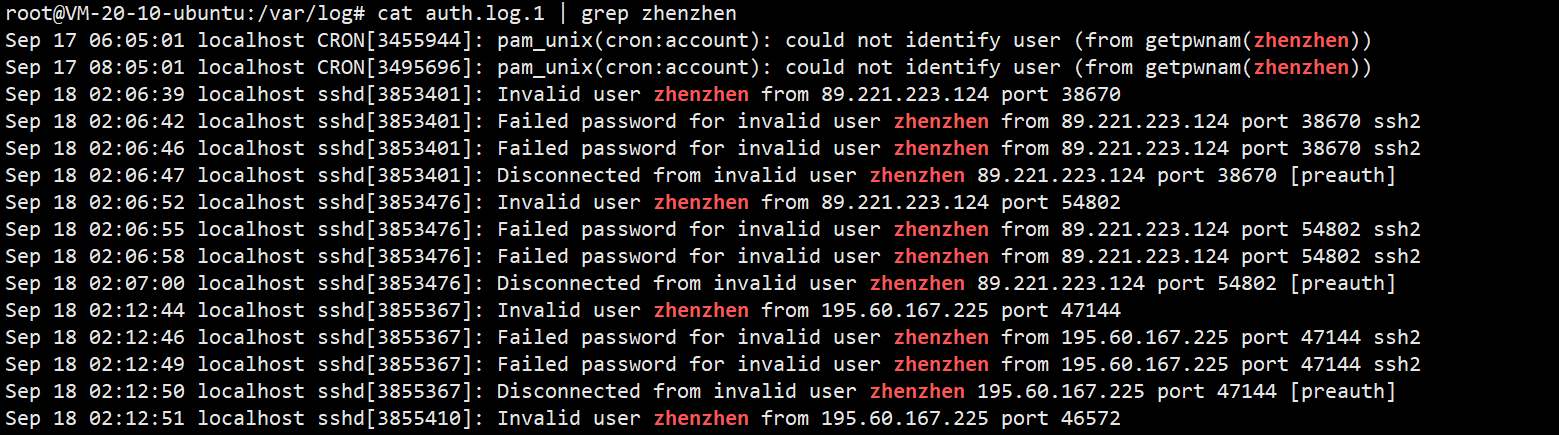 root@VM-20-10-ubuntu:/var/log# cat auth.log.1 | grep zhenzhen
Sep 17 06:05:01 localhost CRON[3455944]: pam_unix(cron:account): could not identify user (from getpwnam(zhenzhen))
Sep 17 08:05:01 localhost CRON[3495696]: pam_unix(cron:account): could not identify user (from getpwnam(zhenzhen))
Sep 18 02:06:39 localhost sshd[3853401]: Invalid user zhenzhen from 89.221.223.124 port 38670
Sep 18 02:06:42 localhost sshd[3853401]: Failed password for invalid user zhenzhen from 89.221.223.124 port 38670 ssh2
Sep 18 02:06:46 localhost sshd[3853401]: Failed password for invalid user zhenzhen from 89.221.223.124 port 38670 ssh2
Sep 18 02:06:47 localhost sshd[3853401]: Disconnected from invalid user zhenzhen 89.221.223.124 port 38670 [preauth]
Sep 18 02:06:52 localhost sshd[3853476]: Invalid user zhenzhen from 89.221.223.124 port 54802
Sep 18 02:06:55 localhost sshd[3853476]: Failed password for invalid user zhenzhen from 89.221.223.124 port 54802 ssh2
Sep 18 02:06:58 localhost sshd[3853476]: Failed password for invalid user zhenzhen from 89.221.223.124 port 54802 ssh2
Sep 18 02:07:00 localhost sshd[3853476]: Disconnected from invalid user zhenzhen 89.221.223.124 port 54802 [preauth]
Sep 18 02:12:44 localhost sshd[3855367]: Invalid user zhenzhen from 195.60.167.225 port 47144
Sep 18 02:12:46 localhost sshd[3855367]: Failed password for invalid user zhenzhen from 195.60.167.225 port 47144 ssh2
Sep 18 02:12:49 localhost sshd[3855367]: Failed password for invalid user zhenzhen from 195.60.167.225 port 47144 ssh2
Sep 18 02:12:50 localhost sshd[3855367]: Disconnected from invalid user zhenzhen 195.60.167.225 port 47144 [preauth]
Sep 18 02:12:51 localhost sshd[3855410]: Invalid user zhenzhen from 195.60.167.225 port 46572